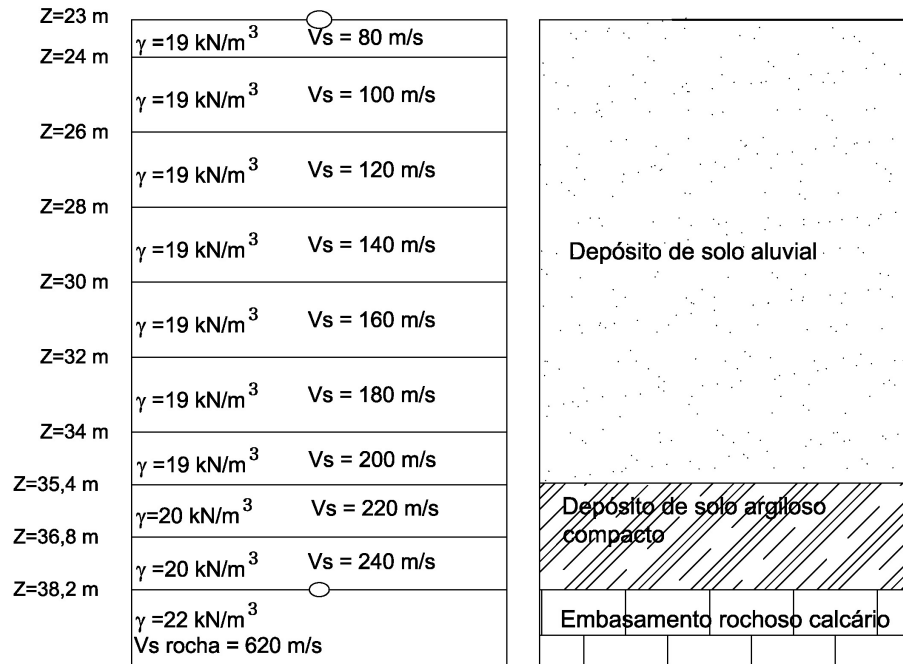 Z=23 m
γ =19 kN/m³ Vs = 80 m/s
Z=24 m
γ =19 kN/m³ Vs = 100 m/s
Z=26 m
γ =19 kN/m³ Vs = 120 m/s
Z=28 m
γ =19 kN/m³ Vs = 140 m/s
Z=30 m
γ =19 kN/m³ Vs = 160 m/s
Z=32 m
γ =19 kN/m³ Vs = 180 m/s
Z=34 m
γ =19 kN/m³ Vs = 200 m/s
Z=35,4 m
γ=20 kN/m³ Vs = 220 m/s
Z=36,8 m
γ =20 kN/m³ Vs = 240 m/s
Z=38,2 m
γ =22 kN/m³
Vs rocha = 620 m/s
Depósito de solo aluvial
Depósito de solo argiloso
compacto
Embasamento rochoso calcário